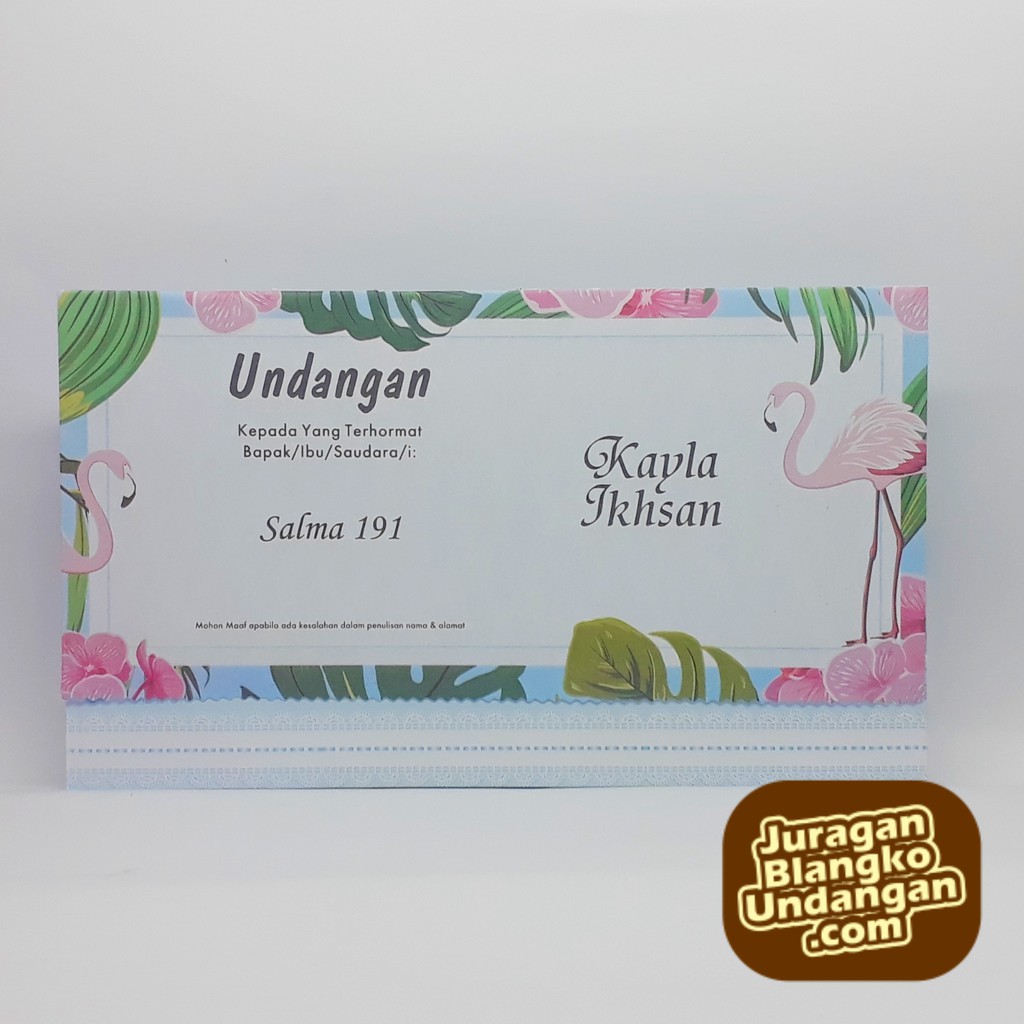 Undangan
Kepada Yang Terhormat
Bapak/Ibu/Saudara/i:
Salma 191
Mohon Maaf apabila ada kesalahan dalam penulisan nama & alamat
Kayla
Ikhsan
Juragan
Blangko
Undangan
.com